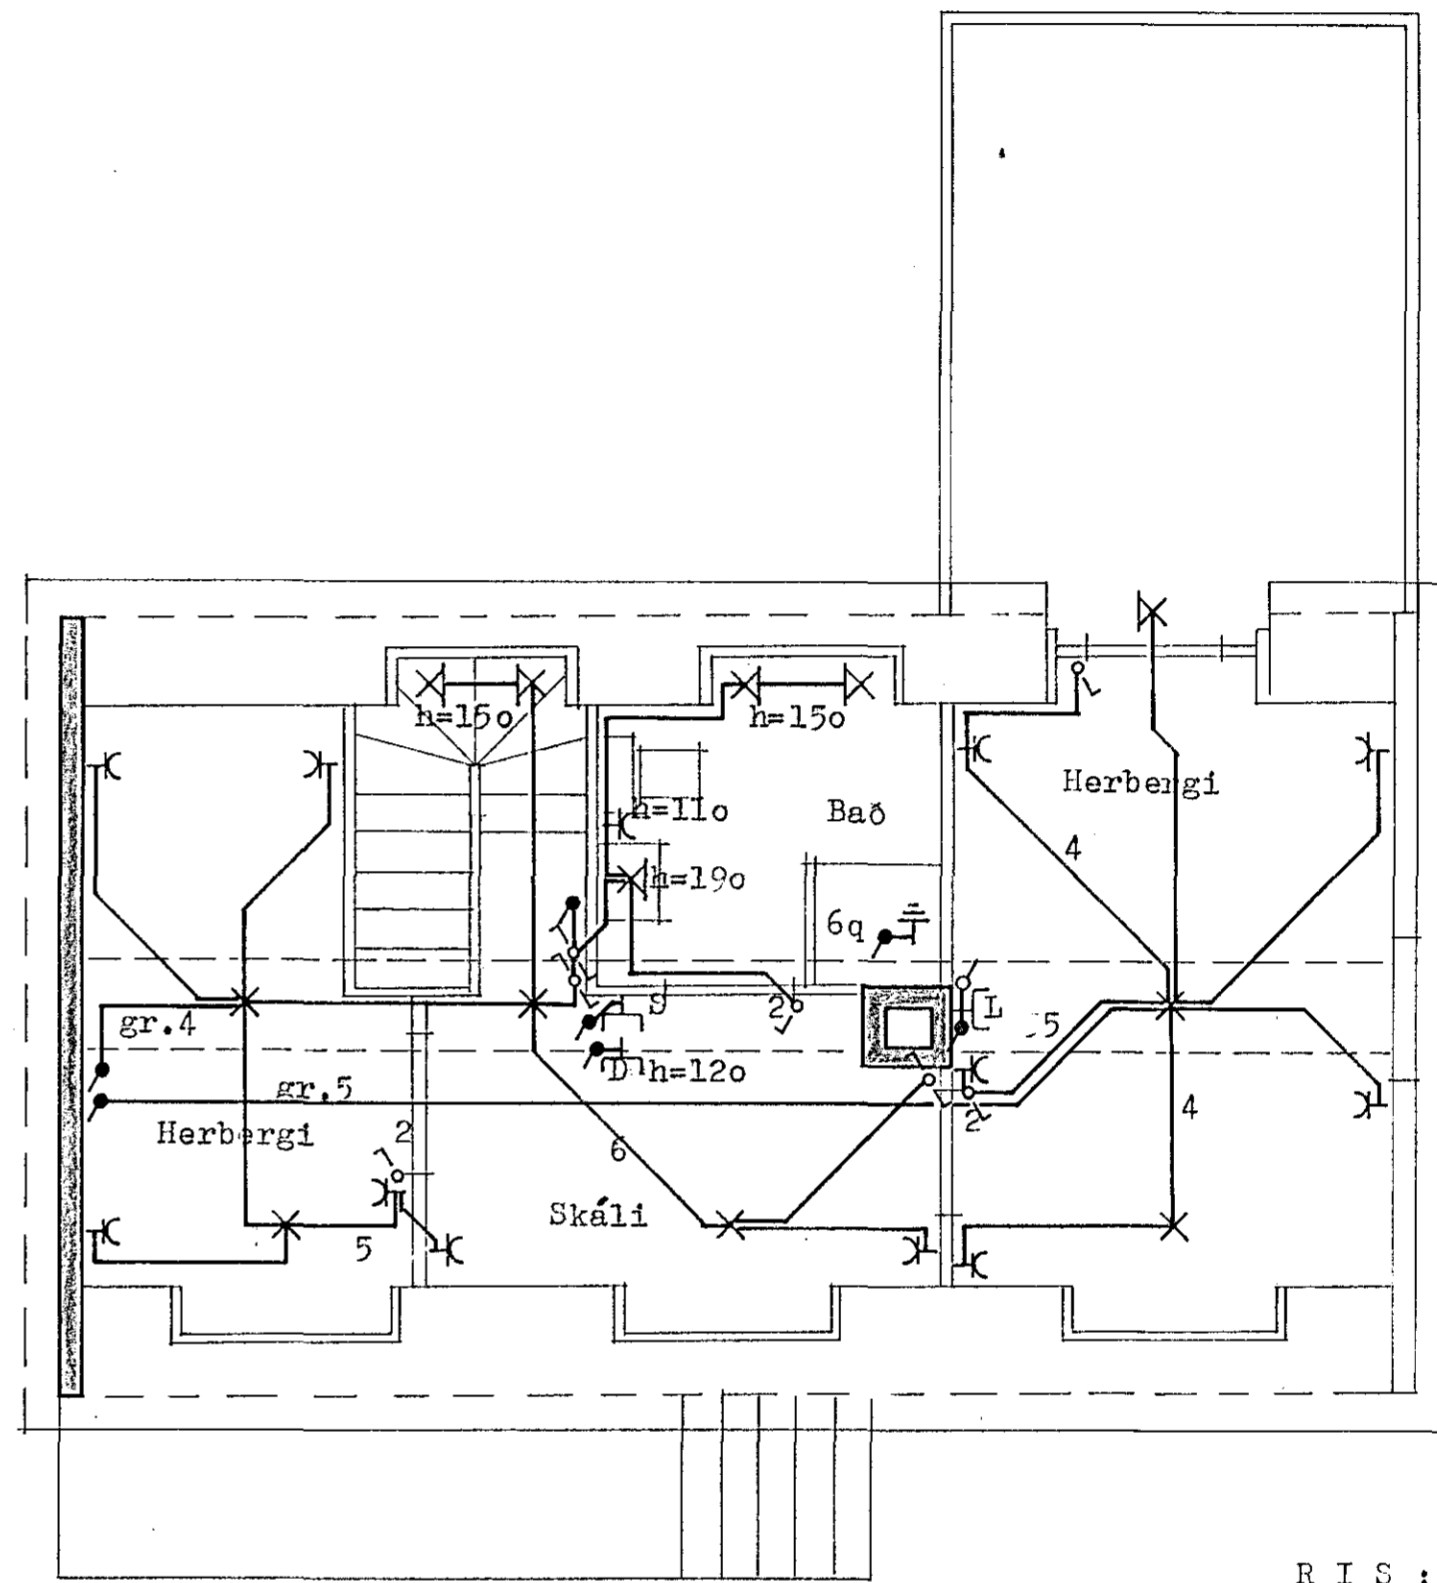 h=15o
h=15o
Herbergi
h=11o
Bað
4
h=19o
6q
gr.4
S
2
L
5
D
h=12o
gr.5
Herbergi
2
2
4
6
Skáli
5
R I S :